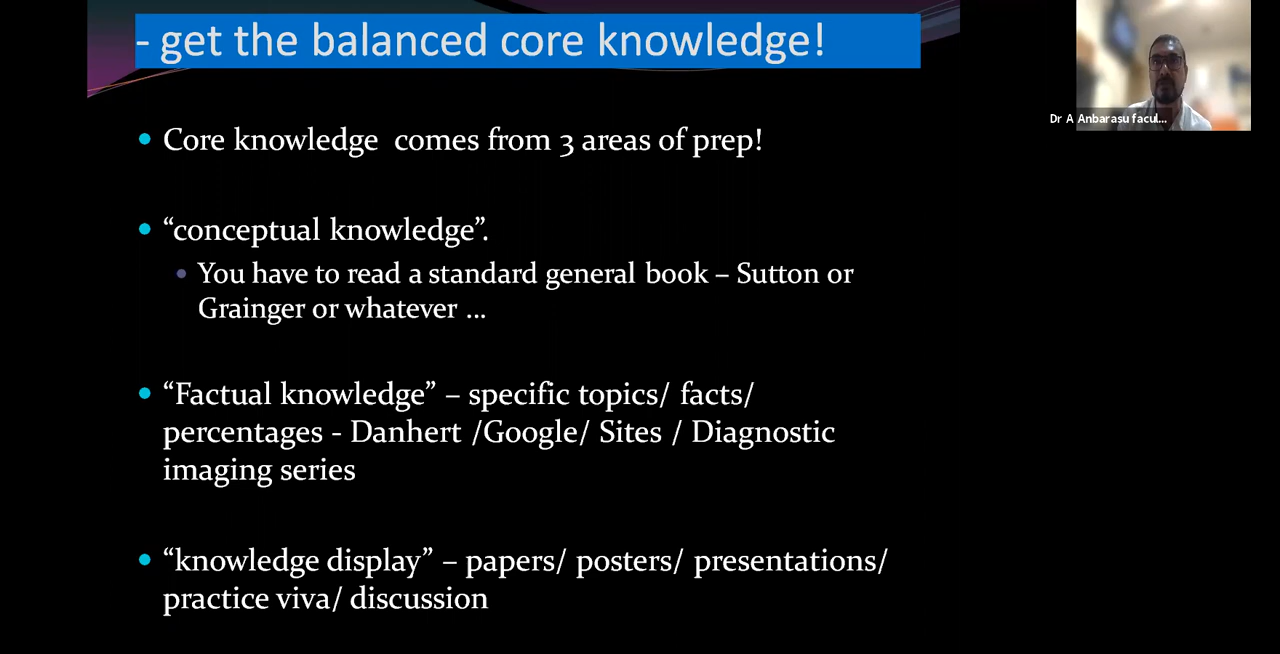 - get the balanced core knowledge!
Dr A Anbarasu facul...
Core knowledge comes from 3 areas of prep!
“conceptual knowledge”.
You have to read a standard general book – Sutton or
Grainger or whatever ...
“Factual knowledge” – specific topics/ facts/
percentages - Danhert /Google/ Sites / Diagnostic
imaging series
“knowledge display” – papers/ posters/ presentations/
practice viva/ discussion